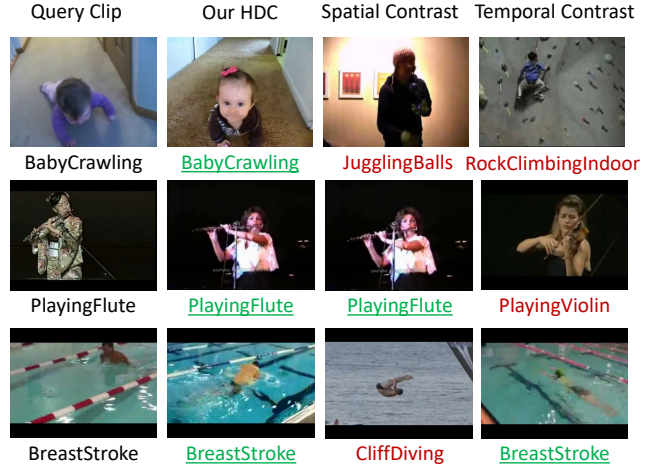 Query Clip Our HDC Spatial Contrast Temporal Contrast
BabyCrawling BabyCrawling JugglingBalls RockClimbingIndoor
PlayingFlute PlayingFlute PlayingFlute PlayingViolin
BreastStroke BreastStroke CliffDiving BreastStroke